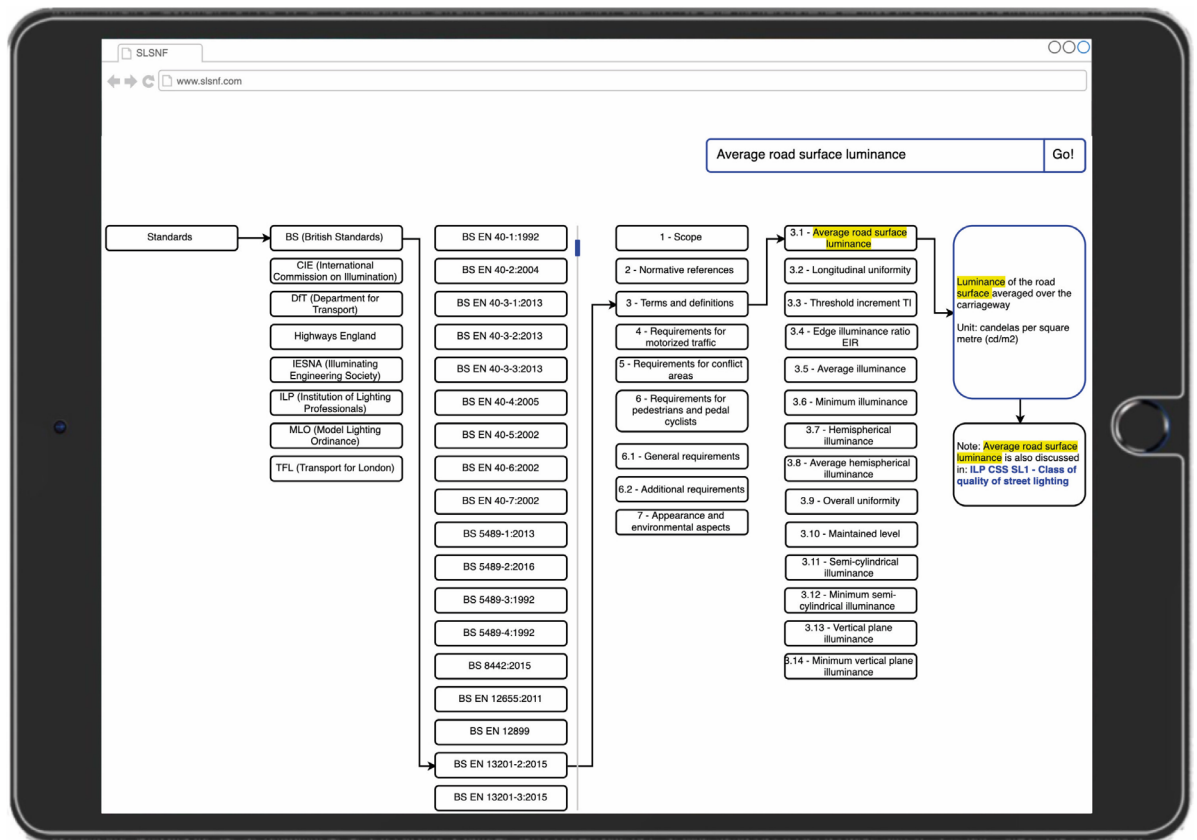 SLSNF
www.slsnf.com
Average road surface luminance
Go!
Standards
BS (British Standards)
CIE (International
Commission on Illumination)
DfT (Department for
Transport)
Highways England
IESNA (Illuminating
Engineering Society)
ILP (Institution of Lighting
Professionals)
MLO (Model Lighting
Ordinance)
TFL (Transport for London)
BS EN 40-1:1992
BS EN 40-2:2004
BS EN 40-3-1:2013
BS EN 40-3-2:2013
BS EN 40-3-3:2013
BS EN 40-4:2005
BS EN 40-5:2002
BS EN 40-6:2002
BS EN 40-7:2002
BS 5489-1:2013
BS 5489-2:2016
BS 5489-3:1992
BS 5489-4:1992
BS 8442:2015
BS EN 12655:2011
BS EN 12899
BS EN 13201-2:2015
BS EN 13201-3:2015
1 - Scope
2 - Normative references
3 - Terms and definitions
4 - Requirements for
motorized traffic
5 - Requirements for conflict
areas
6 - Requirements for
pedestrians and pedal
cyclists
6.1 - General requirements
6.2 - Additional requirements
7 - Appearance and
environmental aspects
3.1 - Average road surface
luminance
3.2 - Longitudinal uniformity
3.3 - Threshold increment TI
3.4 - Edge illuminance ratio
EIR
3.5 - Average illuminance
3.6 - Minimum illuminance
3.7 - Hemispherical
illuminance
3.8 - Average hemispherical
illuminance
3.9 - Overall uniformity
3.10 - Maintained level
3.11 - Semi-cylindrical
illuminance
3.12 - Minimum semi-
cylindrical illuminance
3.13 - Vertical plane
illuminance
3.14 - Minimum vertical plane
illuminance
Luminance of the road
surface averaged over the
carriageway
Unit: candelas per square
metre (cd/m2)
Note: Average road surface
luminance is also discussed
in: ILP CSS SL1 - Class of
quality of street lighting